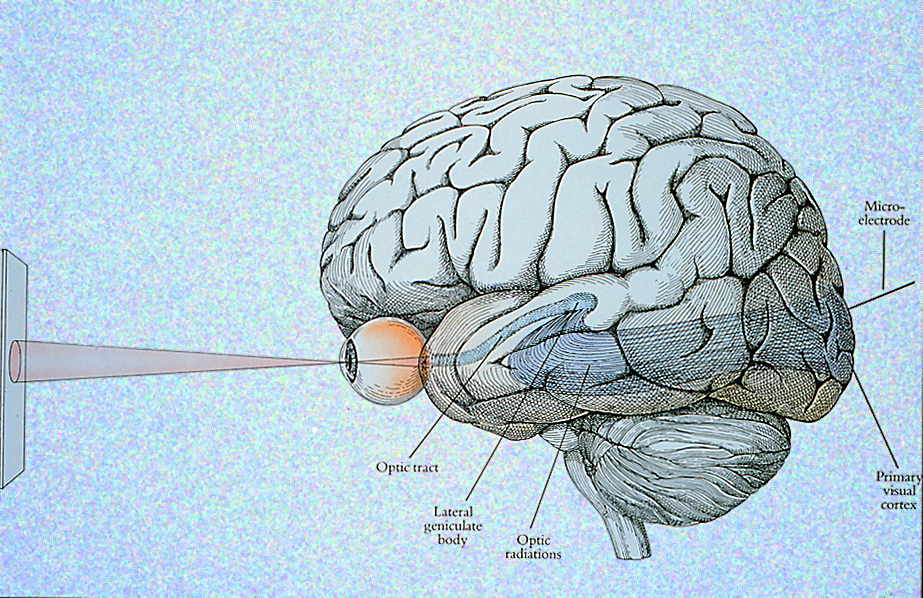 Micro-
electrode
Optic tract
Lateral
geniculate
body
Optic
radiations
Primary
visual
cortex